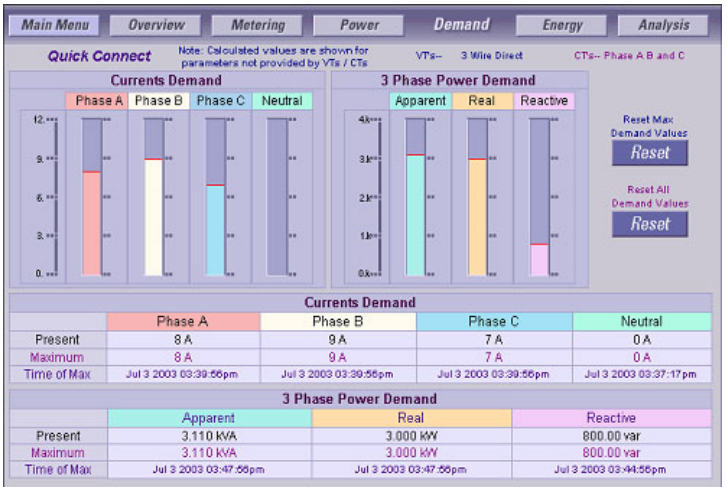 Main Menu Overview Metering Power Demand Energy Analysis
Quick Connect
Note: Calculated values are shown for
parameters not provided by VTs / CTs
VT's-- 3 Wire Direct
CT's-- Phase A B and C
Currents Demand
Phase A Phase B Phase C Neutral
12.
9.
6.
3.
0.
3 Phase Power Demand
Apparent Real Reactive
4.k
3.k
2.k
1.k
0.k
Reset Max
Demand Values
Reset
Reset All
Demand Values
Reset
Currents Demand
Phase A Phase B Phase C Neutral
Present 8 A 9 A 7 A 0 A
Maximum 8 A 9 A 7 A 0 A
Time of Max Jul 3 2003 03:39:56pm Jul 3 2003 03:39:56pm Jul 3 2003 03:39:56pm Jul 3 2003 03:37:17pm
3 Phase Power Demand
Apparent Real Reactive
Present 3.110 kVA 3.000 kW 800.00 var
Maximum 3.110 kVA 3.000 kW 800.00 var
Time of Max Jul 3 2003 03:47:56pm Jul 3 2003 03:47:56pm Jul 3 2003 03:44:56pm